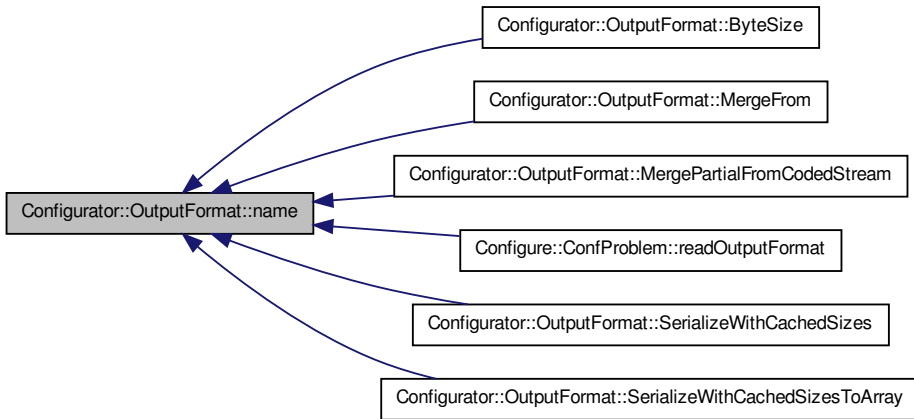 Configurator::OutputFormat::ByteSize
Configurator::OutputFormat::MergeFrom
Configurator::OutputFormat::MergePartialFromCodedStream
Configurator::OutputFormat::name
Configure::ConfProblem::readOutputFormat
Configurator::OutputFormat::SerializeWithCachedSizes
Configurator::OutputFormat::SerializeWithCachedSizesToArray